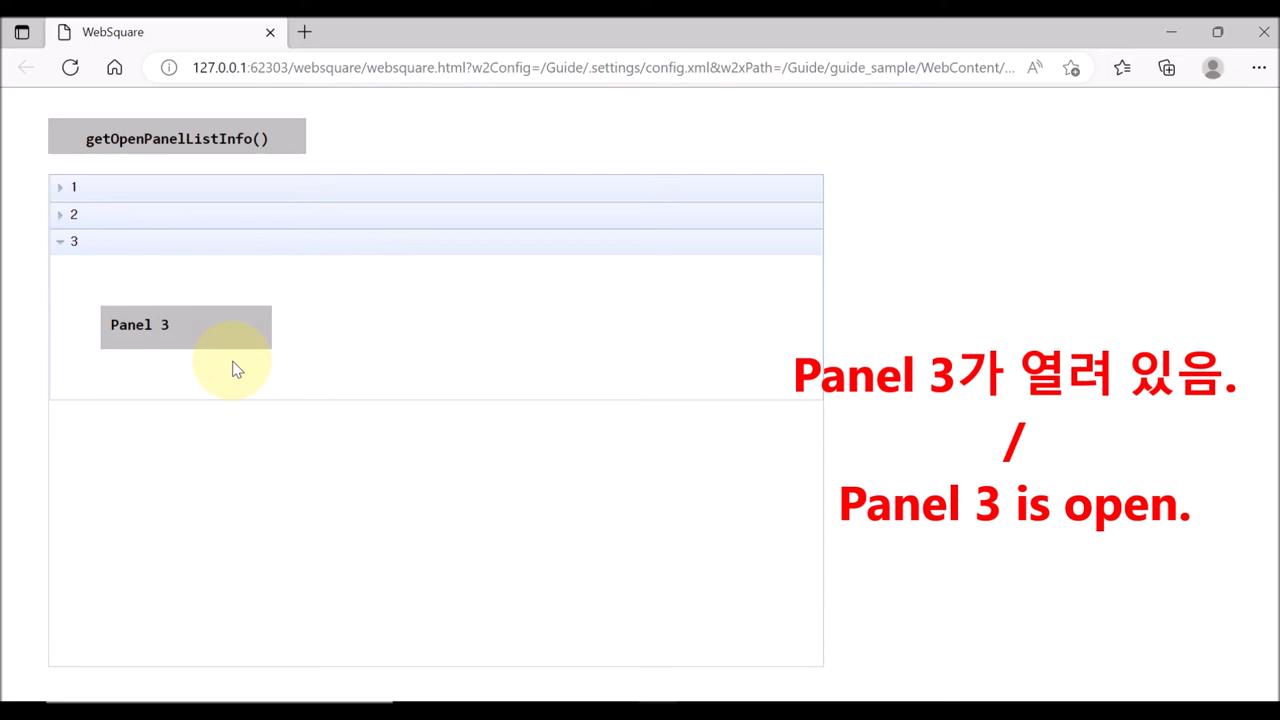 WebSquare
127.0.0.1:62303/websquare/websquare.html?w2Config=/Guide/.settings/config.xml&w2xPath=/Guide/guide_sample/WebContent/...
getOpenPanelListInfo()
1
2
3
Panel 3
Panel 3가 열려 있음.
/
Panel 3 is open.